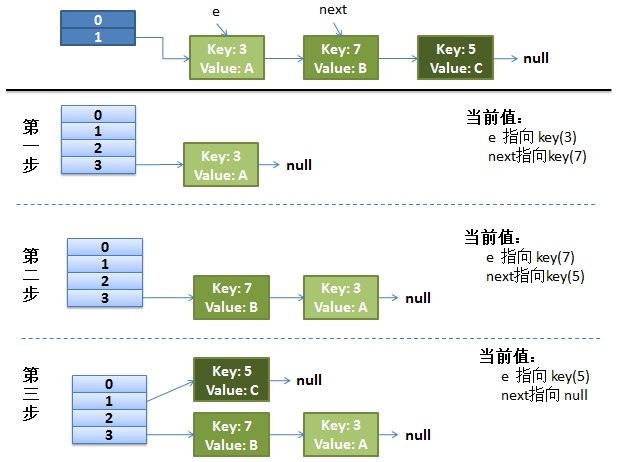 e
next
0
1
Key: 3
Value: A
Key: 7
Value: B
Key: 5
Value: C
null
第一步
0
1
2
3
Key: 3
Value: A
null
当前值：
e 指向 key(3)
next指向key(7)
第二步
0
1
2
3
Key: 7
Value: B
Key: 3
Value: A
null
当前值：
e 指向 key(7)
next指向key(5)
第三步
0
1
2
3
Key: 5
Value: C
null
Key: 7
Value: B
Key: 3
Value: A
null
当前值：
e 指向 key(5)
next指向 null